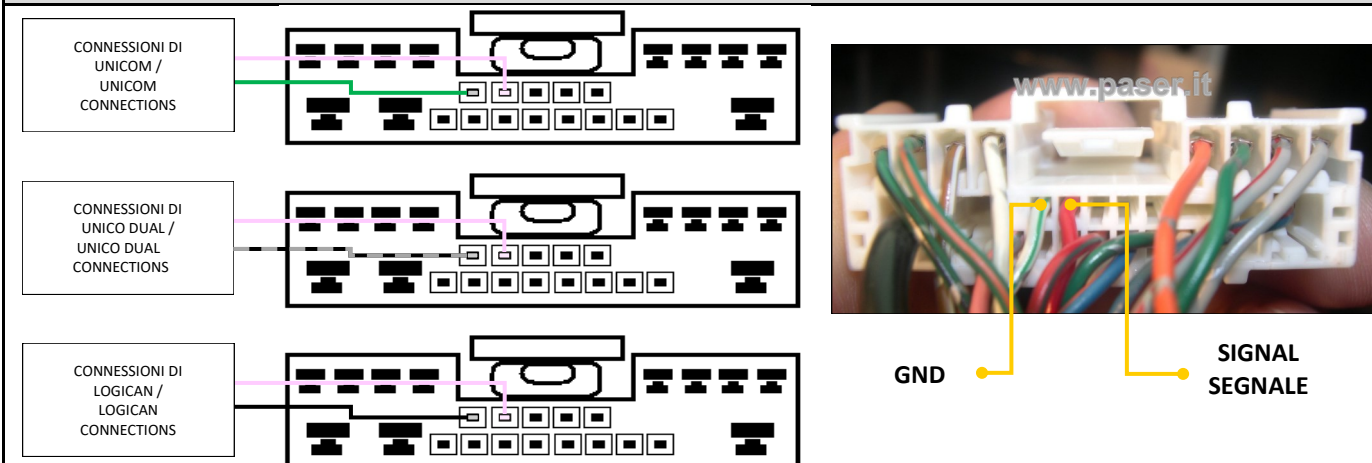 CONNESSIONI DI
UNICOM /
UNICOM
CONNECTIONS
CONNESSIONI DI
UNICO DUAL /
UNICO DUAL
CONNECTIONS
CONNESSIONI DI
LOGICAN /
LOGICAN
CONNECTIONS
www.paser.it
GND
SIGNAL
SEGNALE